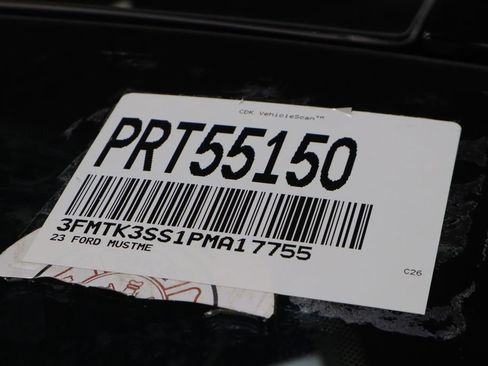 CDK VehicleScan™
PRT55150
3FMTK3SS1PMA17755
23 FORD MUSTME
C26